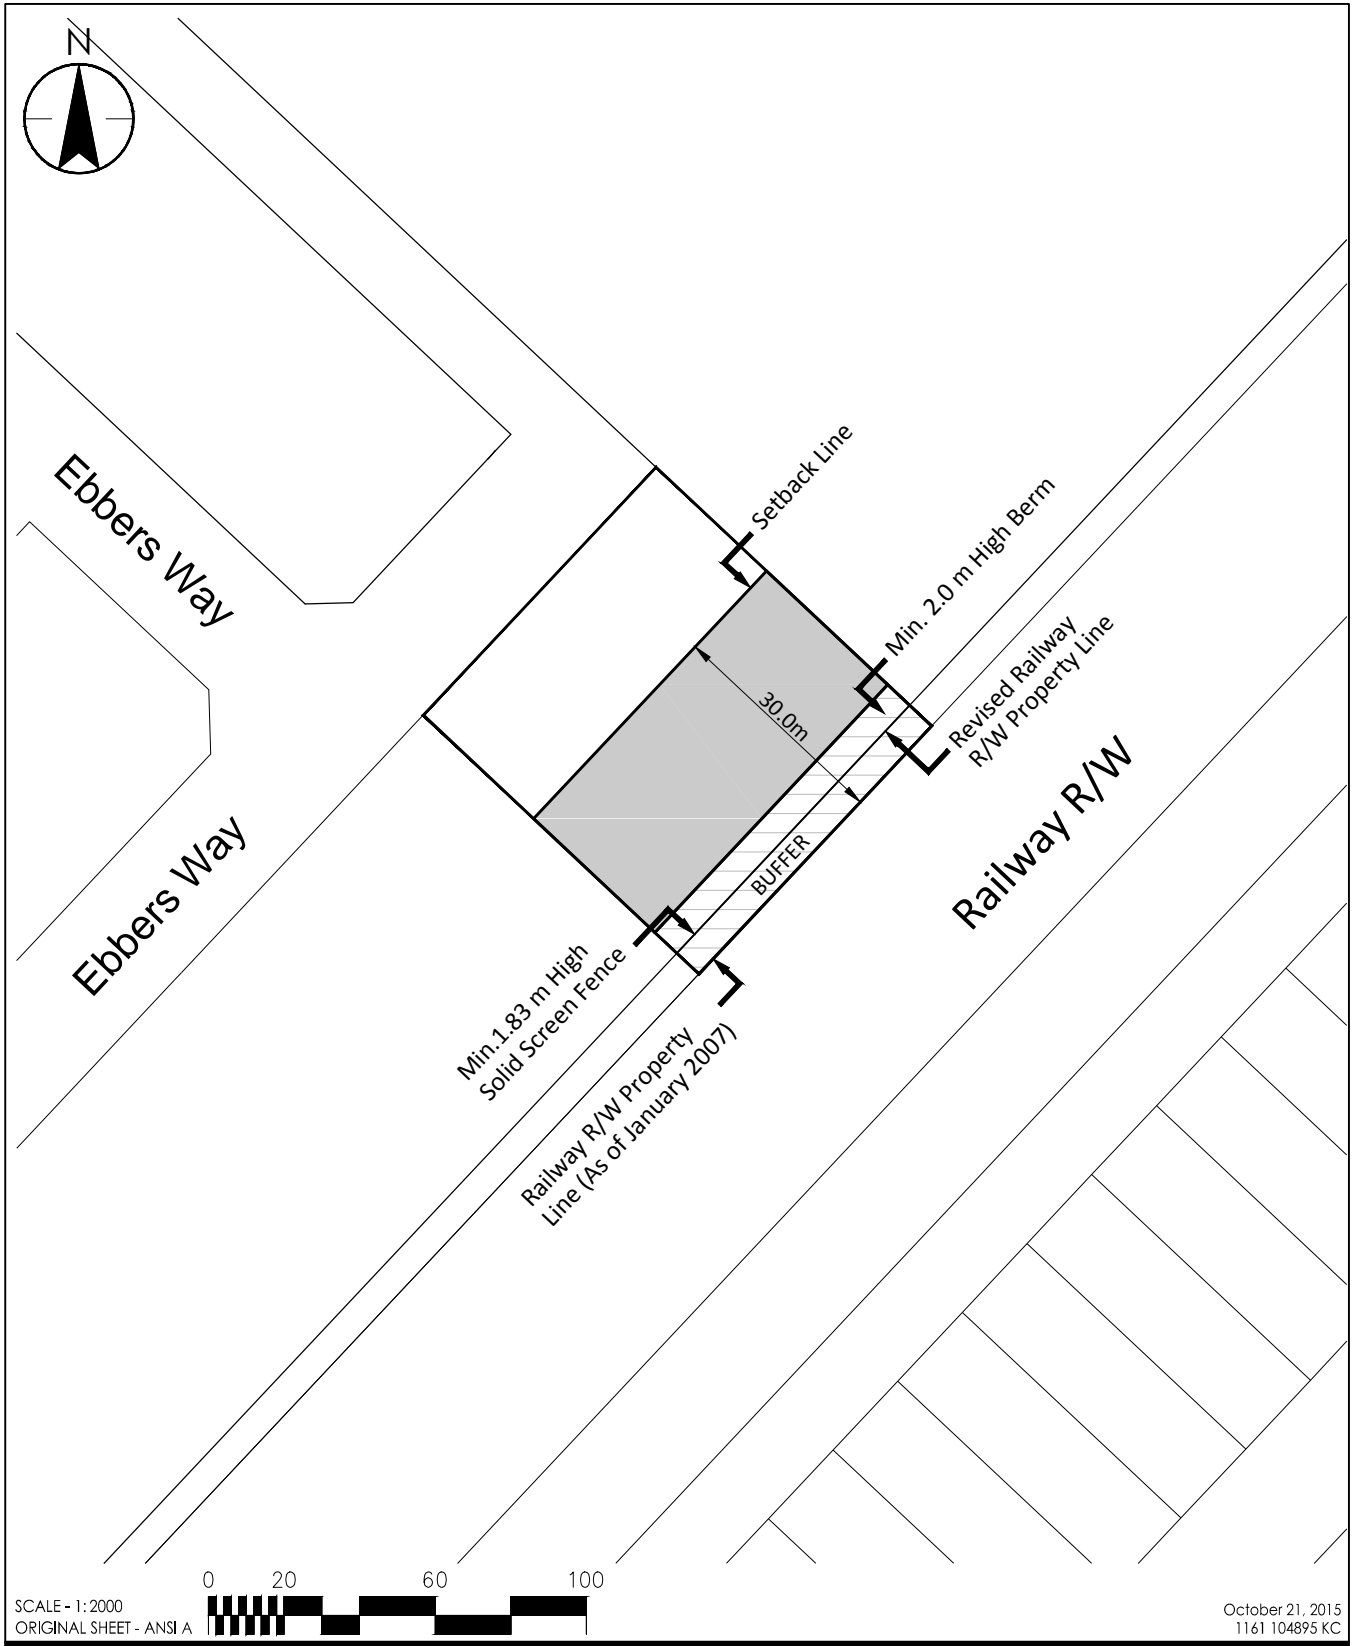 N
Setback Line
Min. 2.0 m High Berm
Ebbers Way
Revised Railway
R/W Property Line
30.0m
Railway R/W
BUFFER
Ebbers Way
Min.1.83 m High
Solid Screen Fence
Railway R/W Property
Line (As of January 2007)
0 20 60 100
SCALE - 1: 2000
ORIGINAL SHEET - ANSI A
October 21, 2015
1161 104895 KC